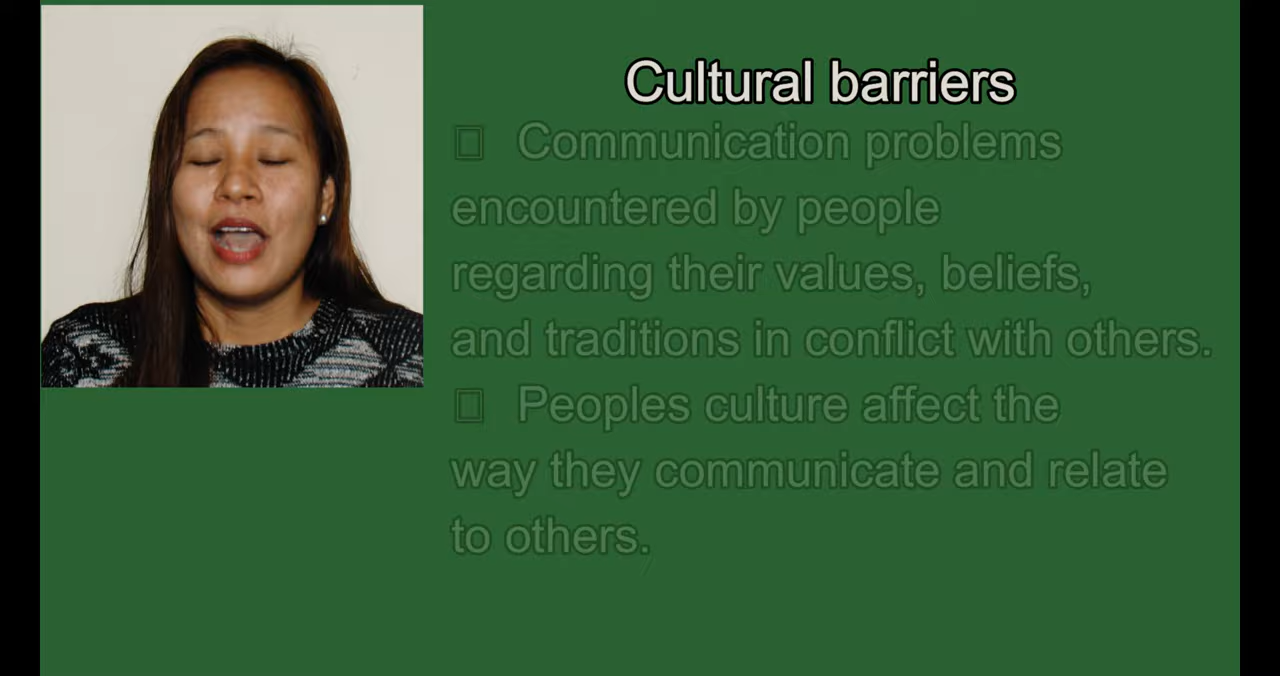 Cultural barriers
Communication problems
encountered by people
regarding their values, beliefs,
and traditions in conflict with others.
Peoples culture affect the
way they communicate and relate
to others.